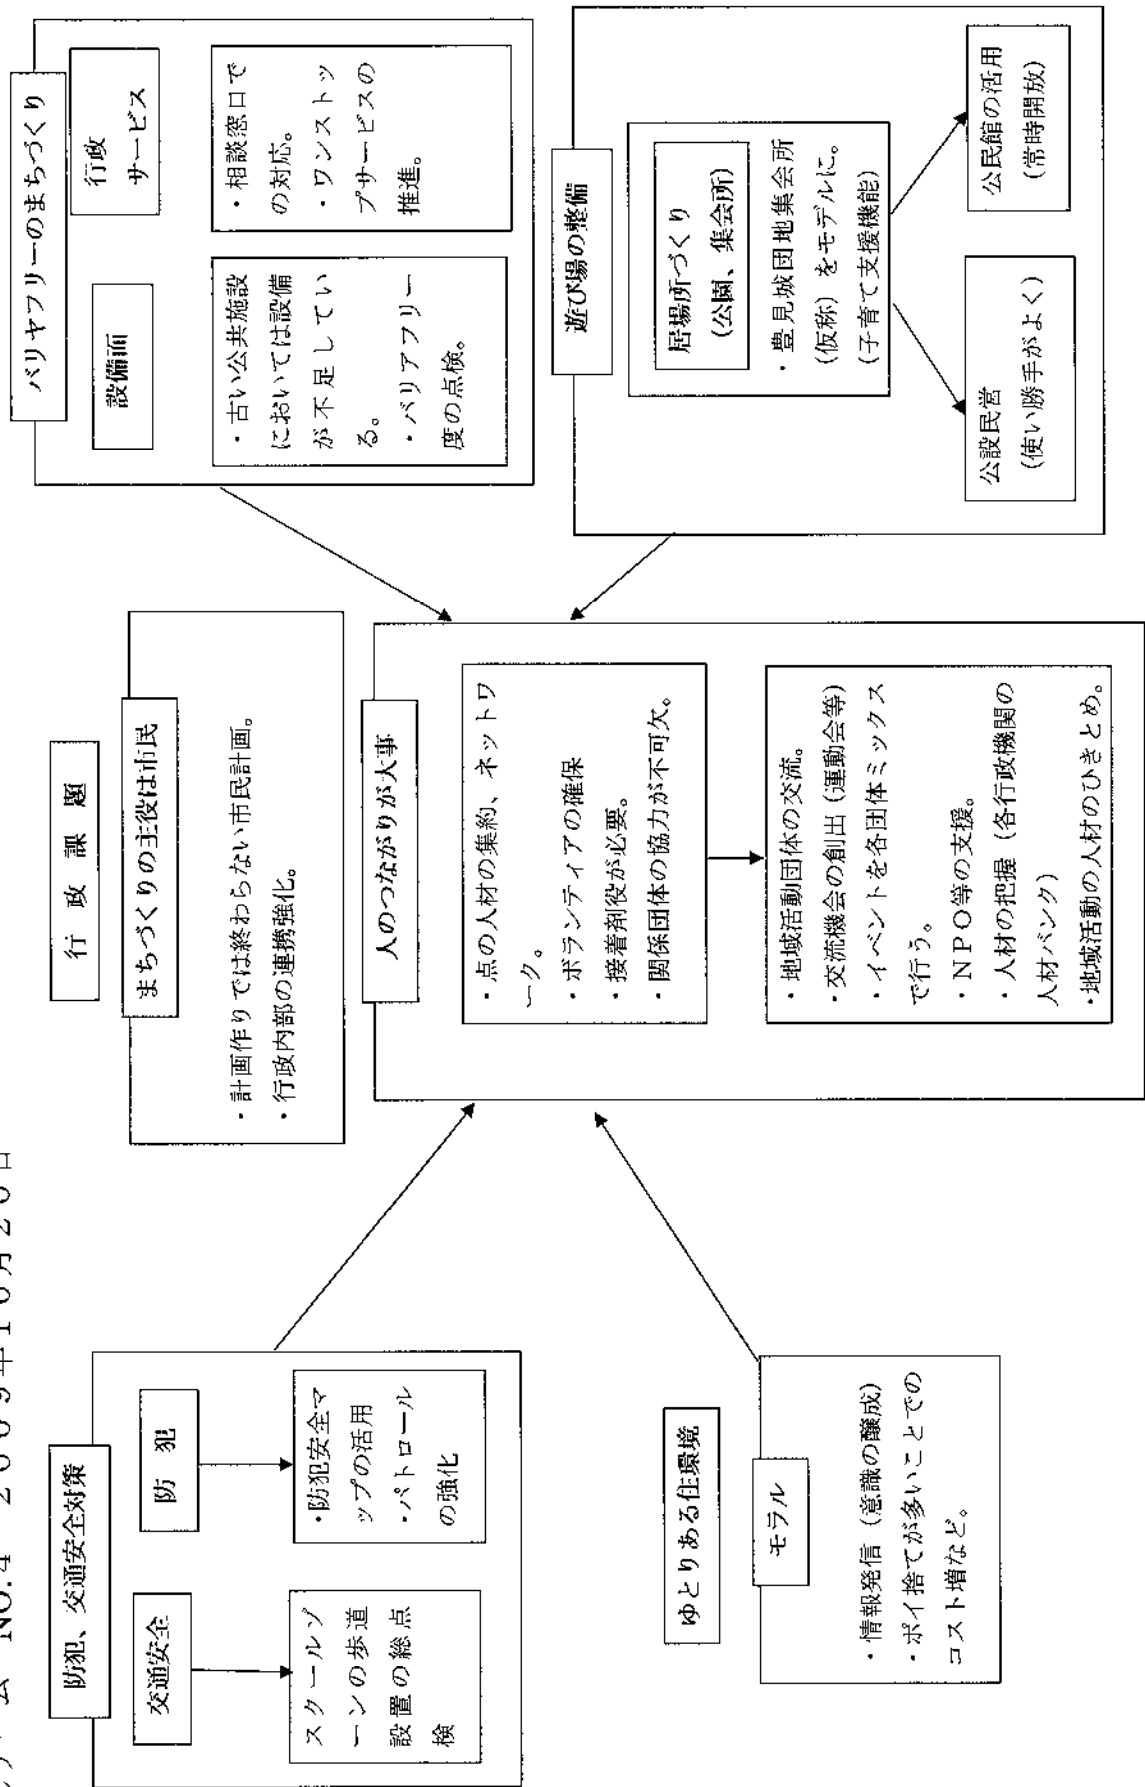 NO.4 2009年10月20日
行 政 課 題
まちづくりの主役は市民
・計画作りでは終わらない市民計画。
・行政内部の連携強化。
防犯、交通安全対策
交通安全
スクールゾ
ーンの歩道
設置の総点
検
防 犯
・防犯安全マ
ップの活用
・パトロール
の強化
人のつながりが大事
・点の人材の集約、ネットワ
ーク。
・ボランティアの確保
・接着剤役が必要。
・関係団体の協力が不可欠。
・地域活動団体の交流。
・交流機会の創出（運動会等）
・イベントを各団体ミックス
で行う。
・NPO等の支援。
・人材の把握（各行政機関の
人材バンク）
・地域活動の人材のひきとめ。
バリヤフリーのまちづくり
設備面
・古い公共施設
においては設備
が不足してい
る。
・バリアフリー
度の点検。
行政
サービス
・相談窓口で
の対応。
・ワンストッ
プサービスの
推進。
ゆとりある住環境
モラル
・情報発信（意識の醸成）
・ポイ捨てが多いことでの
コスト増など。
遊び場の整備
居場所づくり
（公園、集会所）
・豊見城団地集会所
（仮称）をモデルに。
（子育て支援機能）
公設民営
（使い勝手がよく）
公民館の活用
（常時開放）